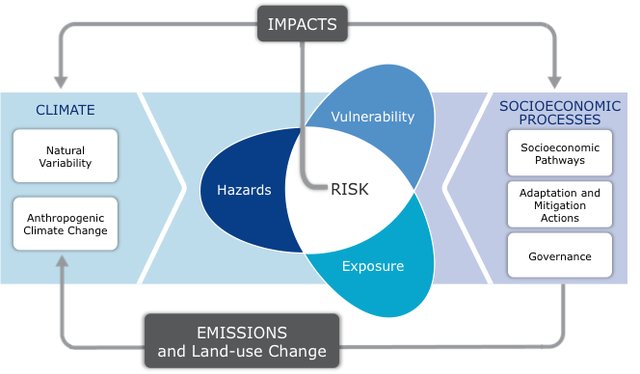 IMPACTS
CLIMATE
Natural
Variability
Anthropogenic
Climate Change
Vulnerability
Hazards
RISK
Exposure
SOCIOECONOMIC
PROCESSES
Socioeconomic
Pathways
Adaptation and
Mitigation
Actions
Governance
EMISSIONS
and Land-use Change